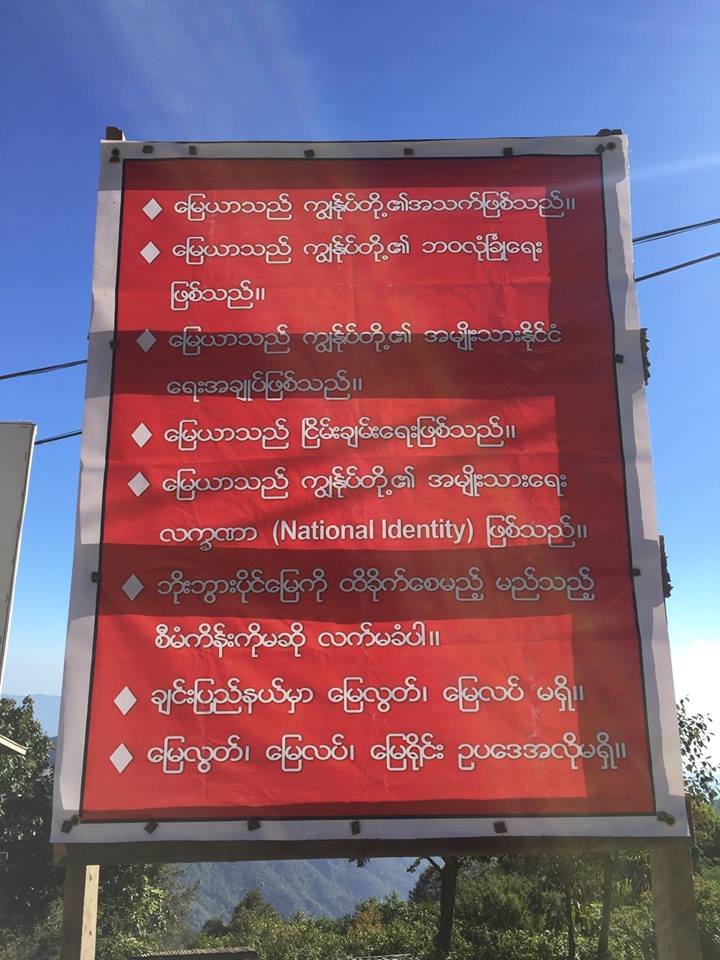 မြေယာသည် ကျွန်ုပ်တို့၏အသက်ဖြစ်သည်။
မြေယာသည် ကျွန်ုပ်တို့၏ ဘဝလုံခြုံရေး
ဖြစ်သည်။
မြေယာသည် ကျွန်ုပ်တို့၏ အမျိုးသားနိုင်ငံ
ရေးအချုပ်ဖြစ်သည်။
မြေယာသည် ငြိမ်းချမ်းရေးဖြစ်သည်။
မြေယာသည် ကျွန်ုပ်တို့၏ အမျိုးသားရေး
လက္ခဏာ (National Identity) ဖြစ်သည်။
ဘိုးဘွားပိုင်မြေကို ထိခိုက်စေမည့် မည်သည့်
စီမံကိန်းကိုမဆို လက်မခံပါ။
ချင်းပြည်နယ်မှာ မြေလွတ်၊ မြေလပ် မရှိ။
မြေလွတ်၊ မြေလပ်၊ မြေရိုင်း ဥပဒေအလိုမရှိ။